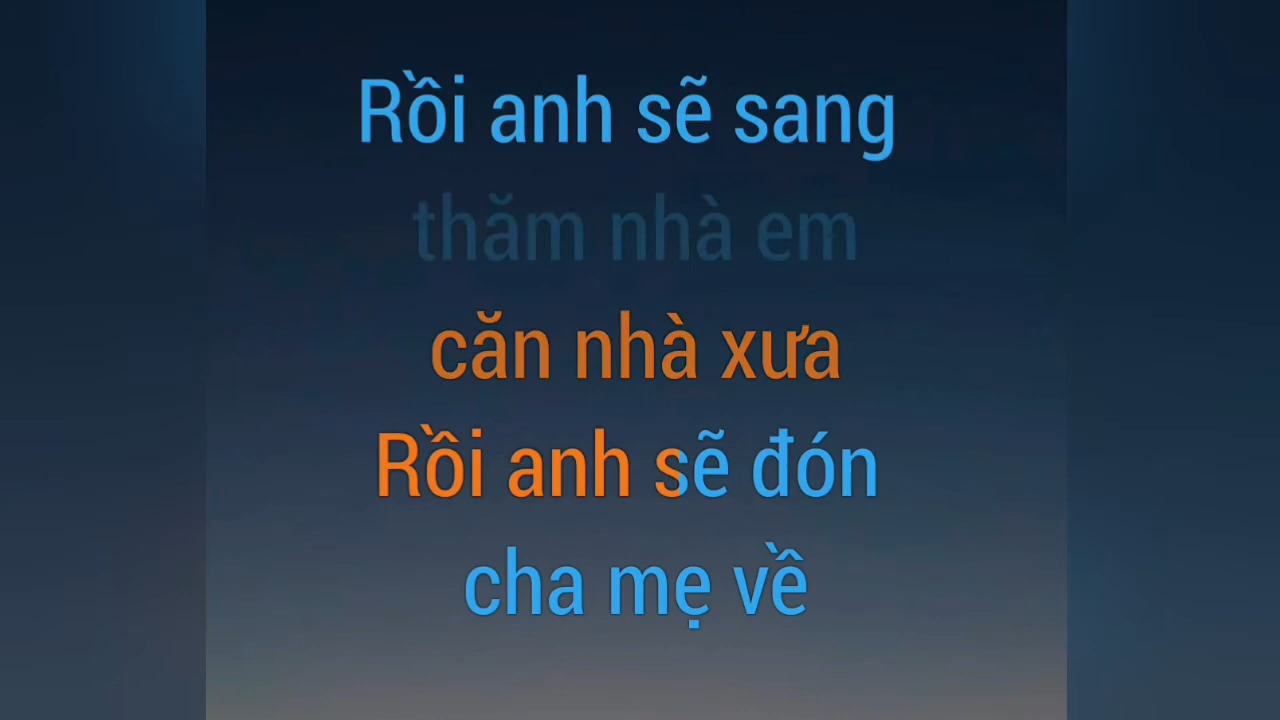 Rồi anh sẽ sang
thăm nhà em
căn nhà xưa
Rồi anh sẽ đón
cha mẹ về